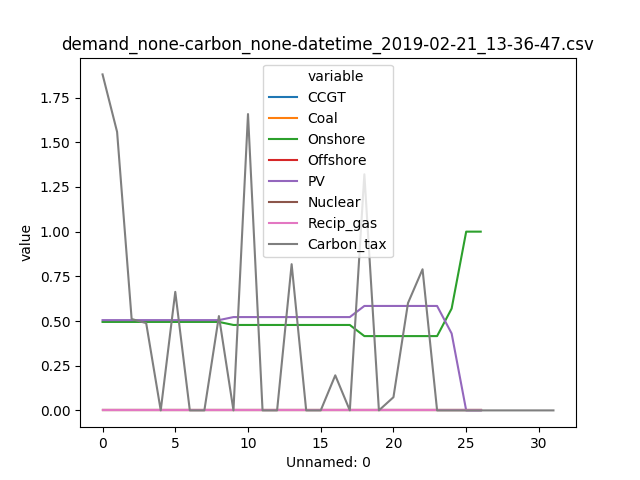 demand_none-carbon_none-datetime_2019-02-21_13-36-47.csv
variable
CCGT
Coal
Onshore
Offshore
PV
Nuclear
Recip_gas
Carbon_tax
value
1.75
1.50
1.25
1.00
0.75
0.50
0.25
0.00
0 5 10 15 20 25 30
Unnamed: 0